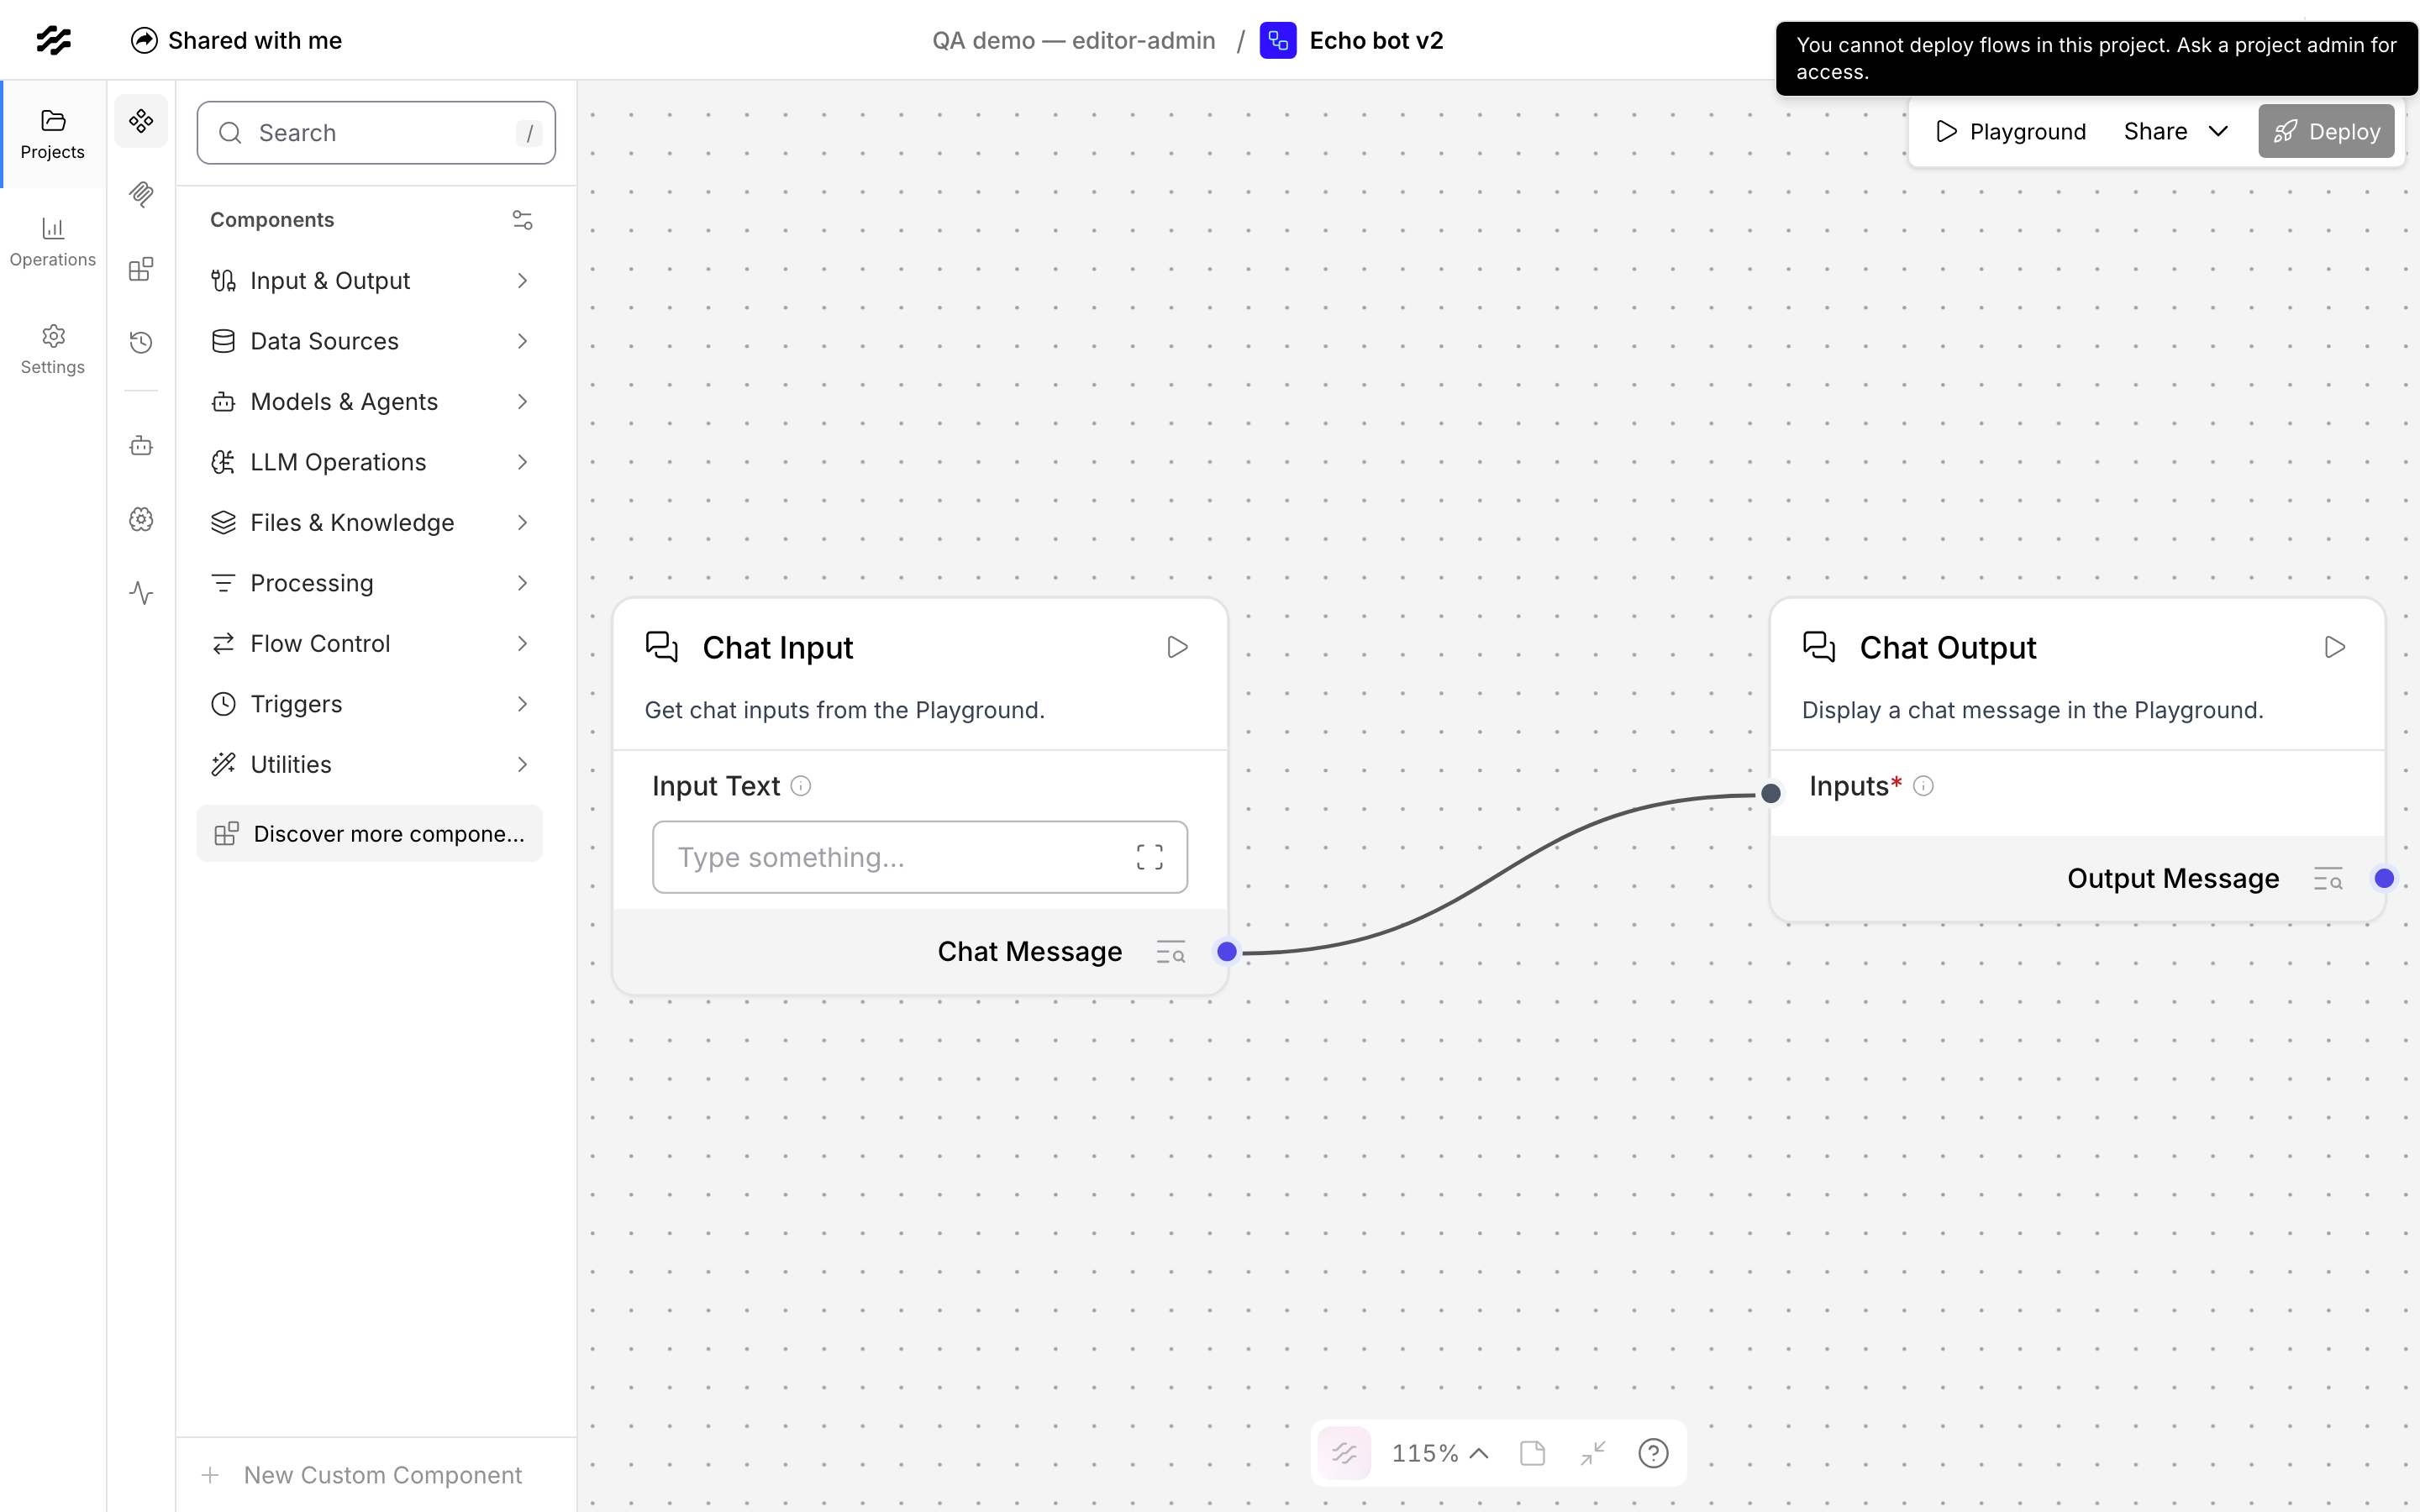 Shared with me
QA demo — editor-admin / Echo bot v2
You cannot deploy flows in this project. Ask a project admin for
access.
Projects
Operations
Settings
Search /
Components
Input & Output
Data Sources
Models & Agents
LLM Operations
Files & Knowledge
Processing
Flow Control
Triggers
Utilities
Discover more compone...
New Custom Component
Playground
Share
Deploy
Chat Input
Get chat inputs from the Playground.
Input Text
Type something...
Chat Message
Chat Output
Display a chat message in the Playground.
Inputs*
Output Message
115%